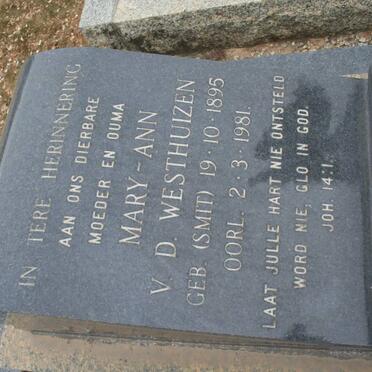 IN TERE HERINNERING
AAN ONS DIERBARE
MOEDER EN OUMA
MARY-ANN
V. D. WESTHUIZEN
GEB. (SMIT) 19·10·1895
OORL. 2·3·1981.
LAAT JULLE HART NIE ONTSTELD
WORD NIE, GLO IN GOD.
JOH. 14:1.